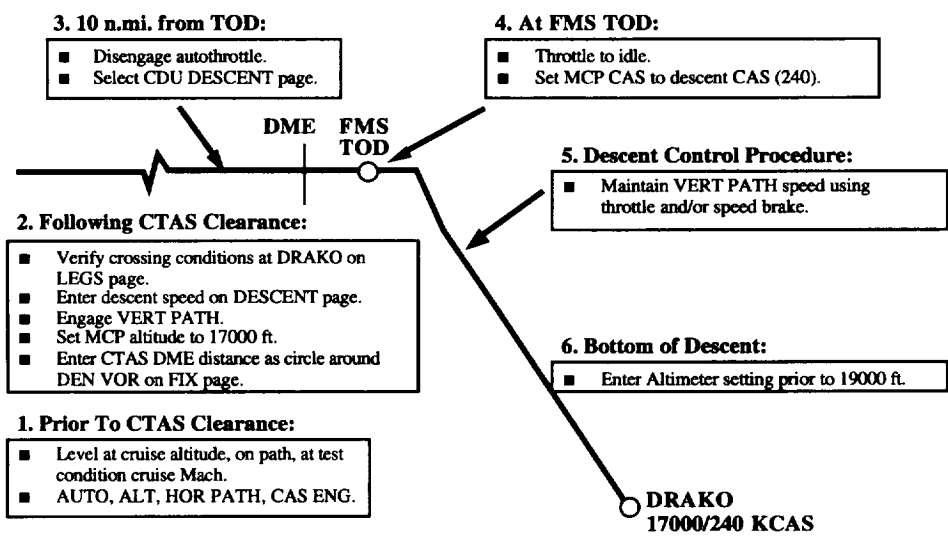 3. 10 n.mi. from TOD:
■ Disengage autothrottle.
■ Select CDU DESCENT page.
4. At FMS TOD:
■ Throttle to idle.
■ Set MCP CAS to descent CAS (240).
DME
FMS
TOD
5. Descent Control Procedure:
■ Maintain VERT PATH speed using
throttle and/or speed brake.
2. Following CTAS Clearance:
■ Verify crossing conditions at DRAKO on
LEGS page.
■ Enter descent speed on DESCENT page.
■ Engage VERT PATH.
■ Set MCP altitude to 17000 ft.
■ Enter CTAS DME distance as circle around
DEN VOR on FIX page.
6. Bottom of Descent:
■ Enter Altimeter setting prior to 19000 ft.
1. Prior To CTAS Clearance:
■ Level at cruise altitude, on path, at test
condition cruise Mach.
■ AUTO, ALT, HOR PATH, CAS ENG.
DRAKO
17000/240 KCAS